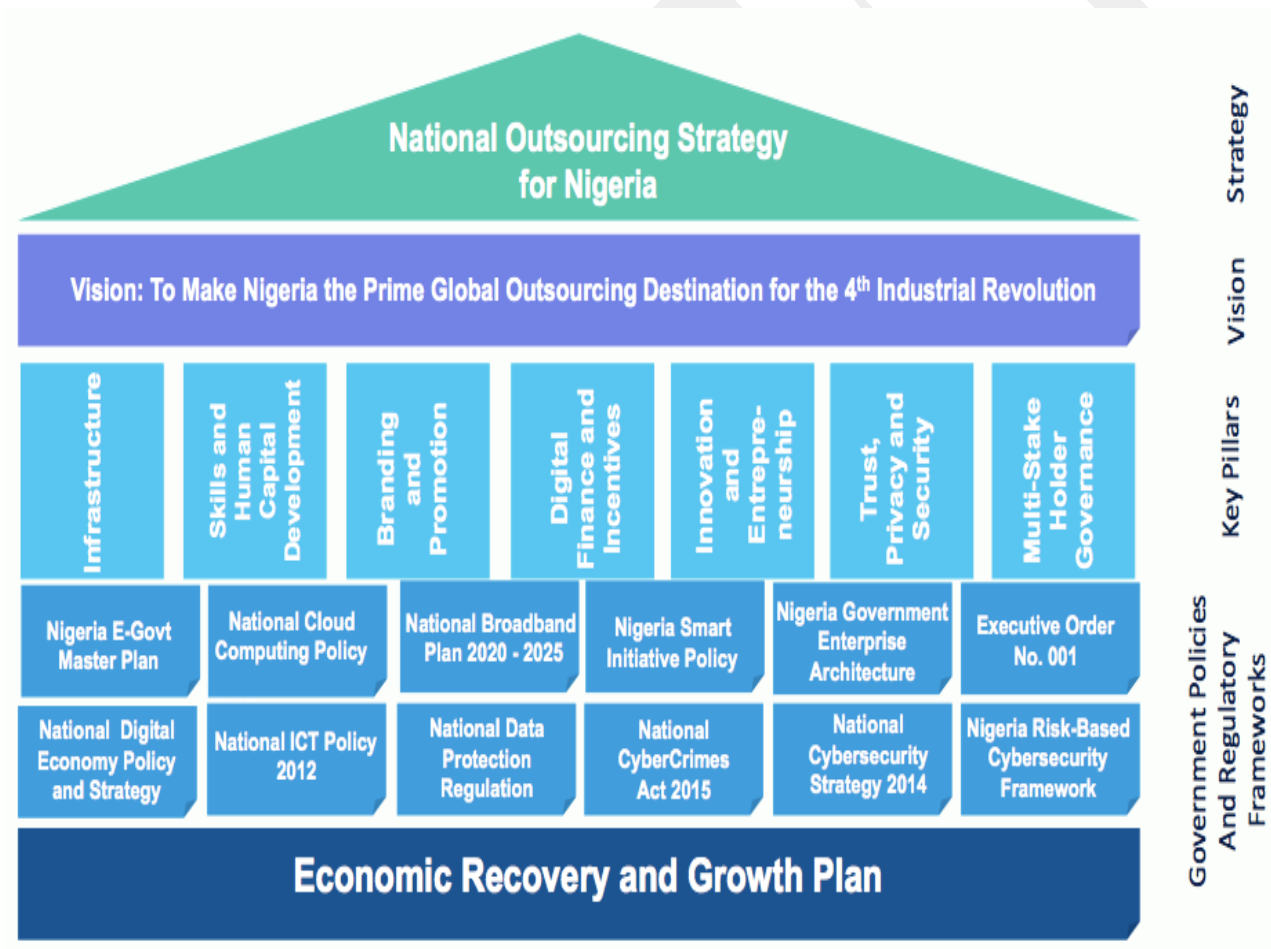 National Outsourcing Strategy
for Nigeria
Strategy
Vision: To Make Nigeria the Prime Global Outsourcing Destination for the 4th Industrial Revolution
Vision
Infrastructure
Skills and
Human
Capital
Development
Branding
and
Promotion
Digital
Finance and
Incentives
Innovation
and
Entrepre-
neurship
Trust,
Privacy and
Security
Multi-Stake
Holder
Governance
Key Pillars
Nigeria E-Govt
Master Plan
National Cloud
Computing Policy
National Broadband
Plan 2020 - 2025
Nigeria Smart
Initiative Policy
Nigeria Government
Enterprise
Architecture
Executive Order
No. 001
National Digital
Economy Policy
and Strategy
National ICT Policy
2012
National Data
Protection
Regulation
National
CyberCrimes
Act 2015
National
Cybersecurity
Strategy 2014
Nigeria Risk-Based
Cybersecurity
Framework
Government Policies
And Regulatory
Frameworks
Economic Recovery and Growth Plan